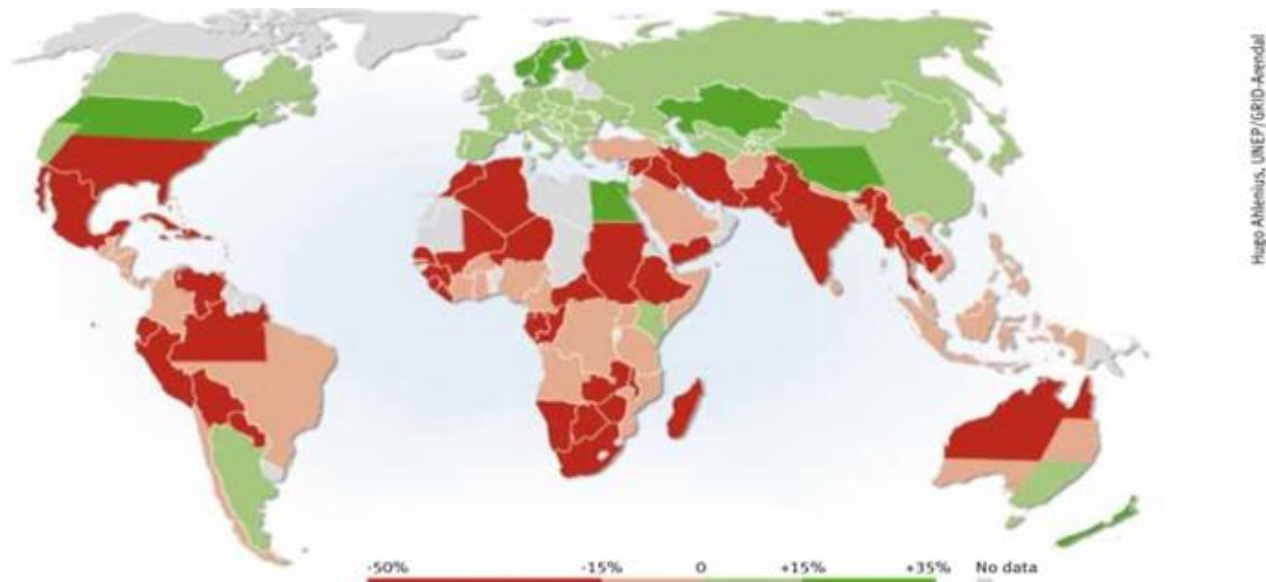 Hugo Ahlenius, UNEP/GRID-Arendal
-50% -15% 0 +15% +35% No data